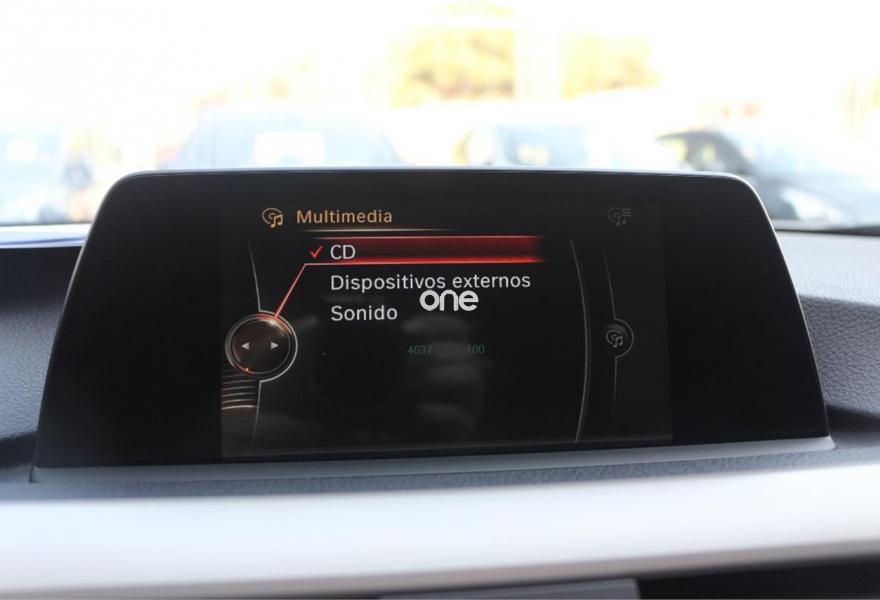 Multimedia
CD
Dispositivos externos
one
Sonido
4637 100